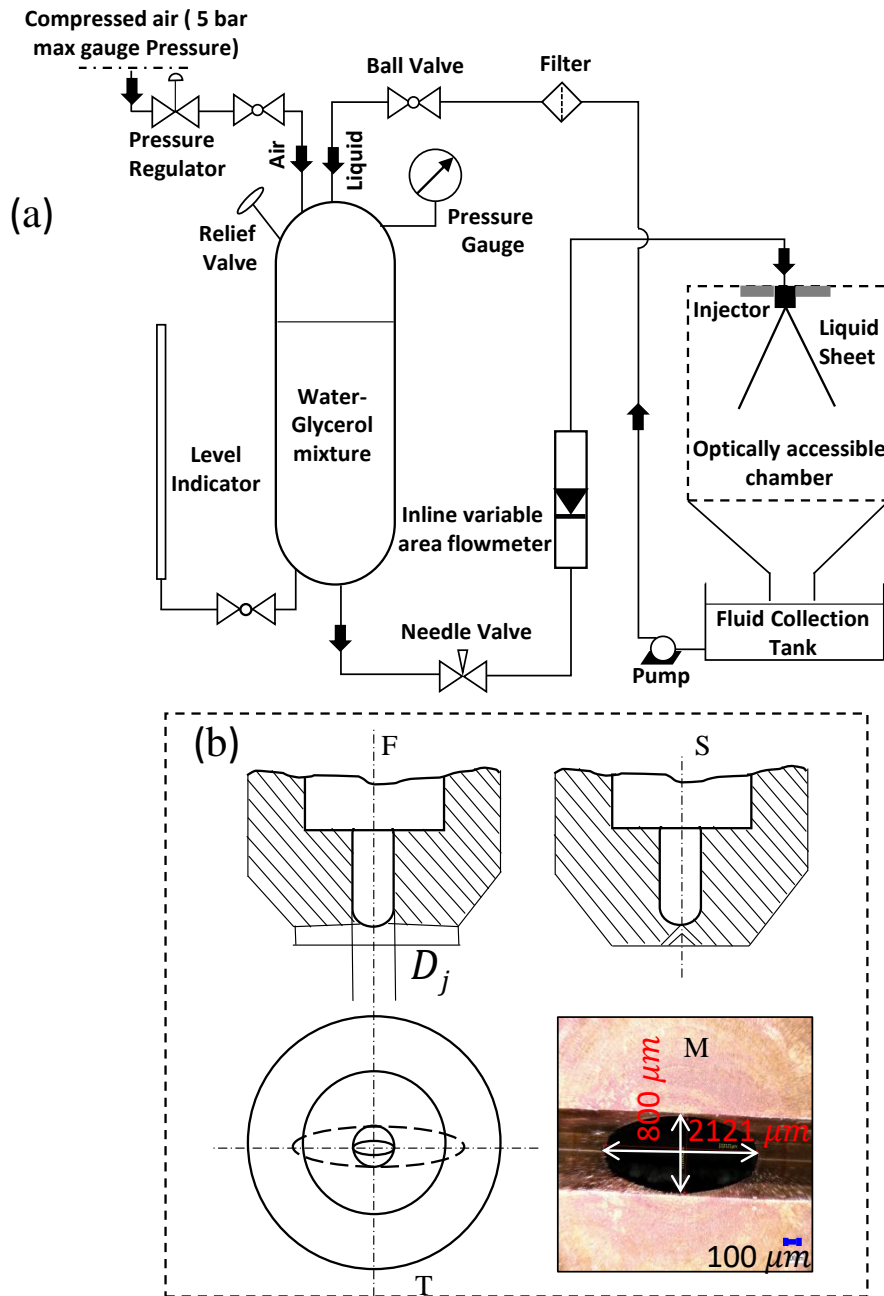 Compressed air ( 5 bar
max gauge Pressure)
Ball Valve
Filter
Pressure
Regulator
Air
Liquid
(a)
Relief
Valve
Pressure
Gauge
Injector
Liquid
Sheet
Water-
Glycerol
mixture
Level
Indicator
Optically accessible
chamber
Inline variable
area flowmeter
Needle Valve
Fluid Collection
Tank
Pump
(b)
F
S
D_j
M
800 μm
2121 μm
100 μm
T